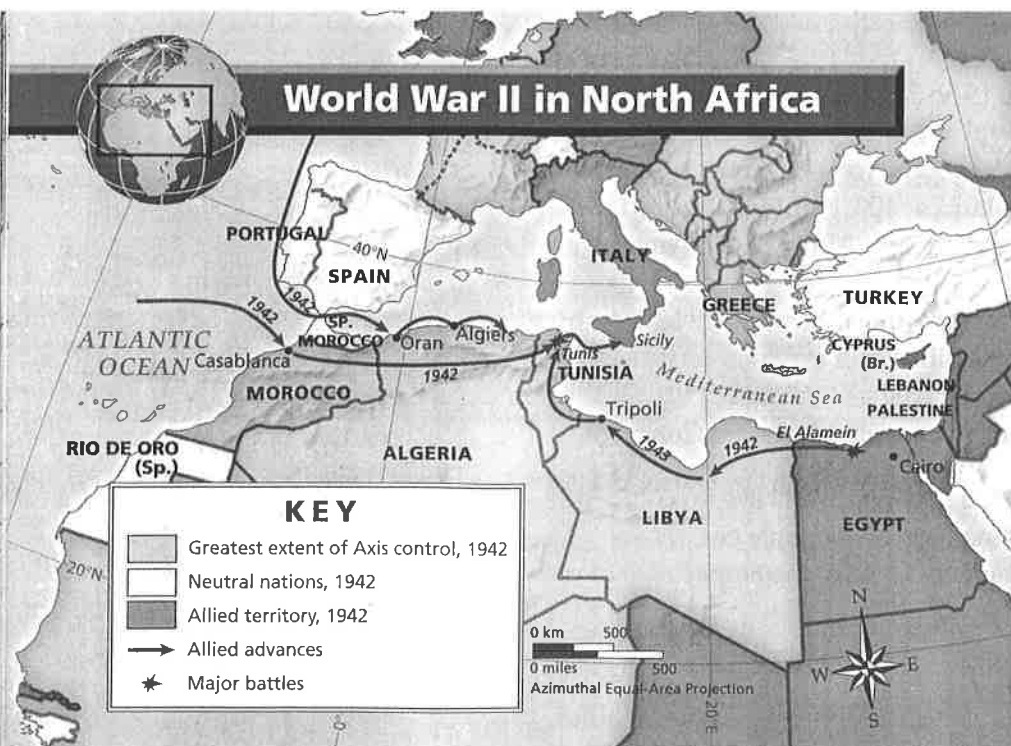 World War II in North Africa
PORTUGAL
40°N
SPAIN
ITALY
GREECE
TURKEY
1942
1942
SP.
MOROCCO
Oran
Algiers
Sicily
CYPRUS
(Br.)
ATLANTIC
OCEAN
Casablanca
1942
Tunis
TUNISIA
Mediterranean Sea
LEBANON
PALESTINE
MOROCCO
Tripoli
El Alamein
RIO DE ORO
(Sp.)
ALGERIA
1943
1942
Cairo
LIBYA
EGYPT
20°N
KEY
Greatest extent of Axis control, 1942
Neutral nations, 1942
Allied territory, 1942
Allied advances
Major battles
0 km 500
0 miles 500
Azimuthal Equal-Area Projection
N
W E
S
0°
20°E